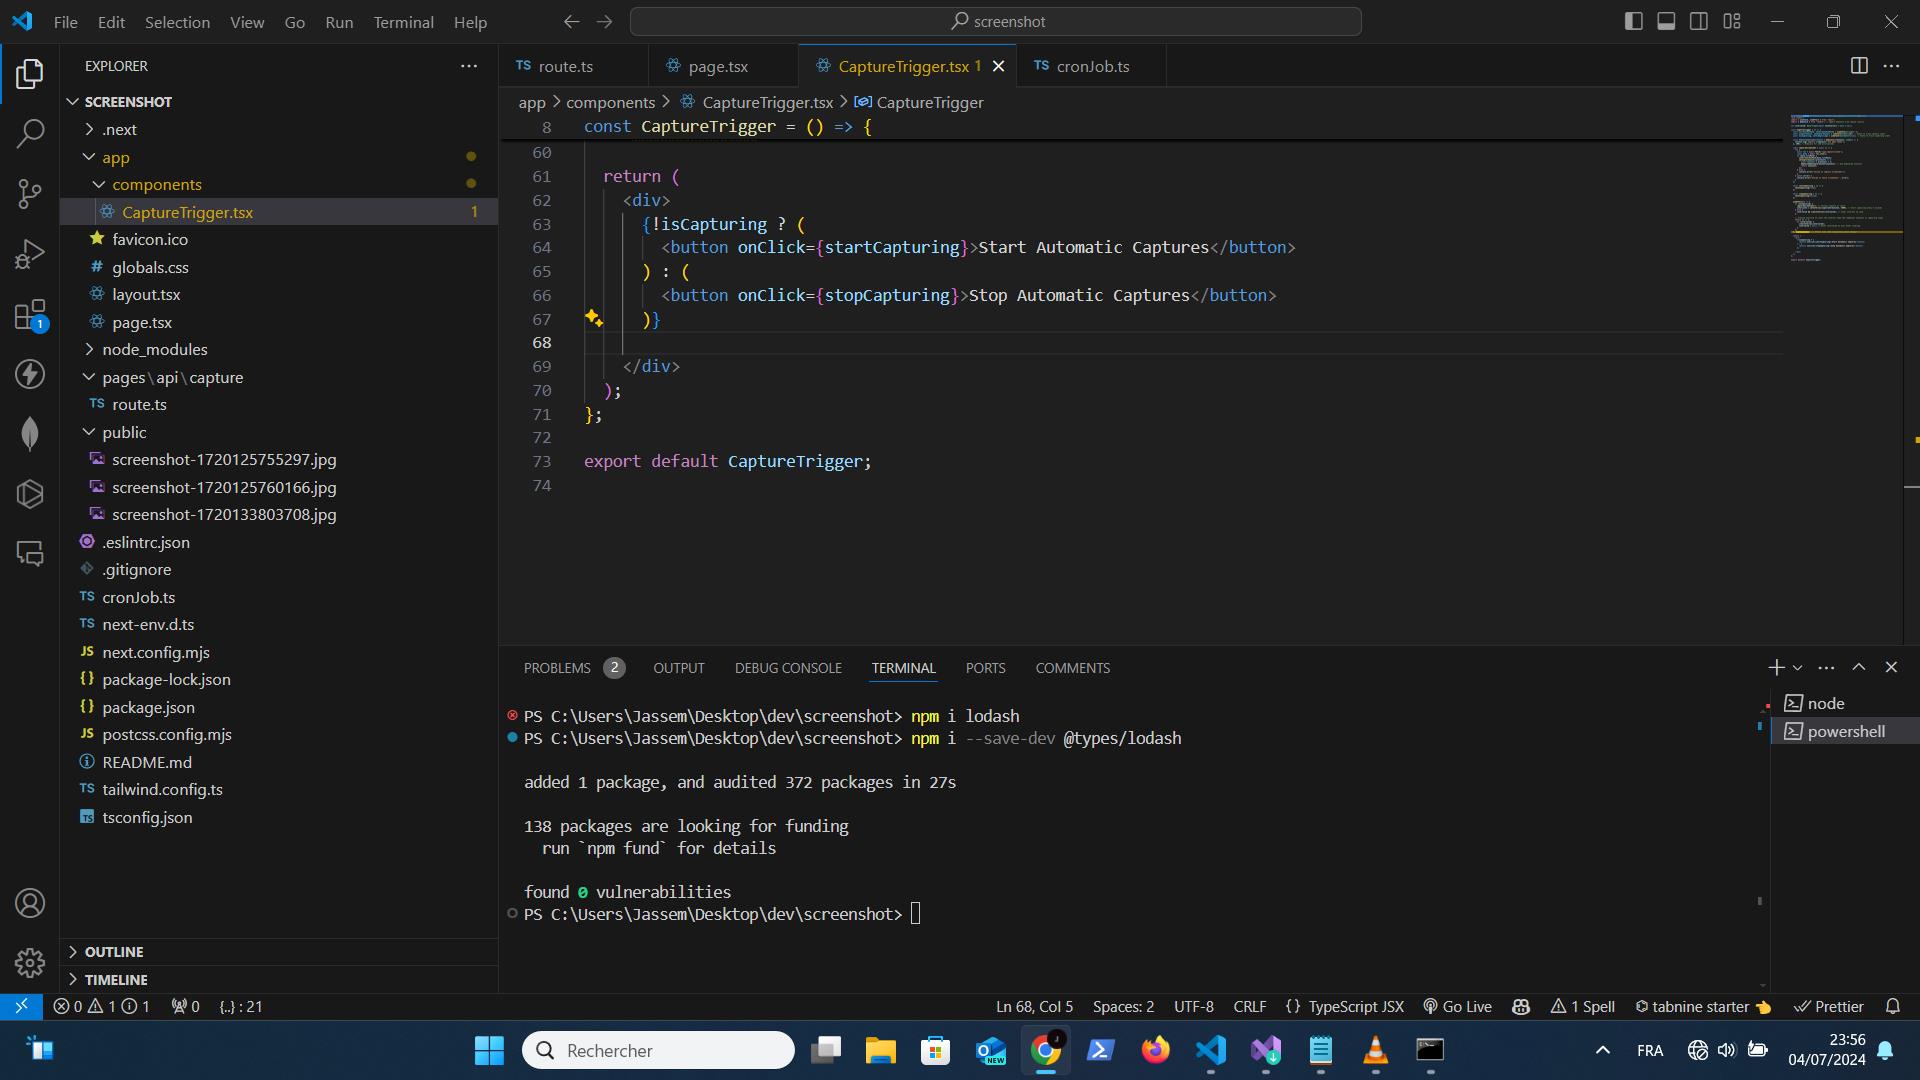 File Edit Selection View Go Run Terminal Help
screenshot
EXPLORER
SCREENSHOT
.next
app
components
CaptureTrigger.tsx 1
favicon.ico
# globals.css
layout.tsx
page.tsx
node_modules
pages\api\capture
TS route.ts
public
screenshot-1720125755297.jpg
screenshot-1720125760166.jpg
screenshot-1720133803708.jpg
.eslintrc.json
.gitignore
TS cronJob.ts
TS next-env.d.ts
JS next.config.mjs
{} package-lock.json
{} package.json
JS postcss.config.mjs
README.md
TS tailwind.config.ts
TS tsconfig.json
OUTLINE
TIMELINE
TS route.ts page.tsx CaptureTrigger.tsx 1 TS cronJob.ts
app > components > CaptureTrigger.tsx > CaptureTrigger
8 const CaptureTrigger = () => {
60
61 return (
62 <div>
63 {!isCapturing ? (
64 <button onClick={startCapturing}>Start Automatic Captures</button>
65 ) : (
66 <button onClick={stopCapturing}>Stop Automatic Captures</button>
67 )}
68
69 </div>
70 );
71 };
72
73 export default CaptureTrigger;
74
PROBLEMS 2 OUTPUT DEBUG CONSOLE TERMINAL PORTS COMMENTS
PS C:\Users\Jassem\Desktop\dev\screenshot> npm i lodash
PS C:\Users\Jassem\Desktop\dev\screenshot> npm i --save-dev @types/lodash
added 1 package, and audited 372 packages in 27s
138 packages are looking for funding
run `npm fund` for details
found 0 vulnerabilities
PS C:\Users\Jassem\Desktop\dev\screenshot>
node
powershell
1
0 1 1 0 {..} : 21
Ln 68, Col 5 Spaces: 2 UTF-8 CRLF {} TypeScript JSX Go Live 1 Spell tabnine starter Prettier
Rechercher
NEW
J
FRA
23:56
04/07/2024